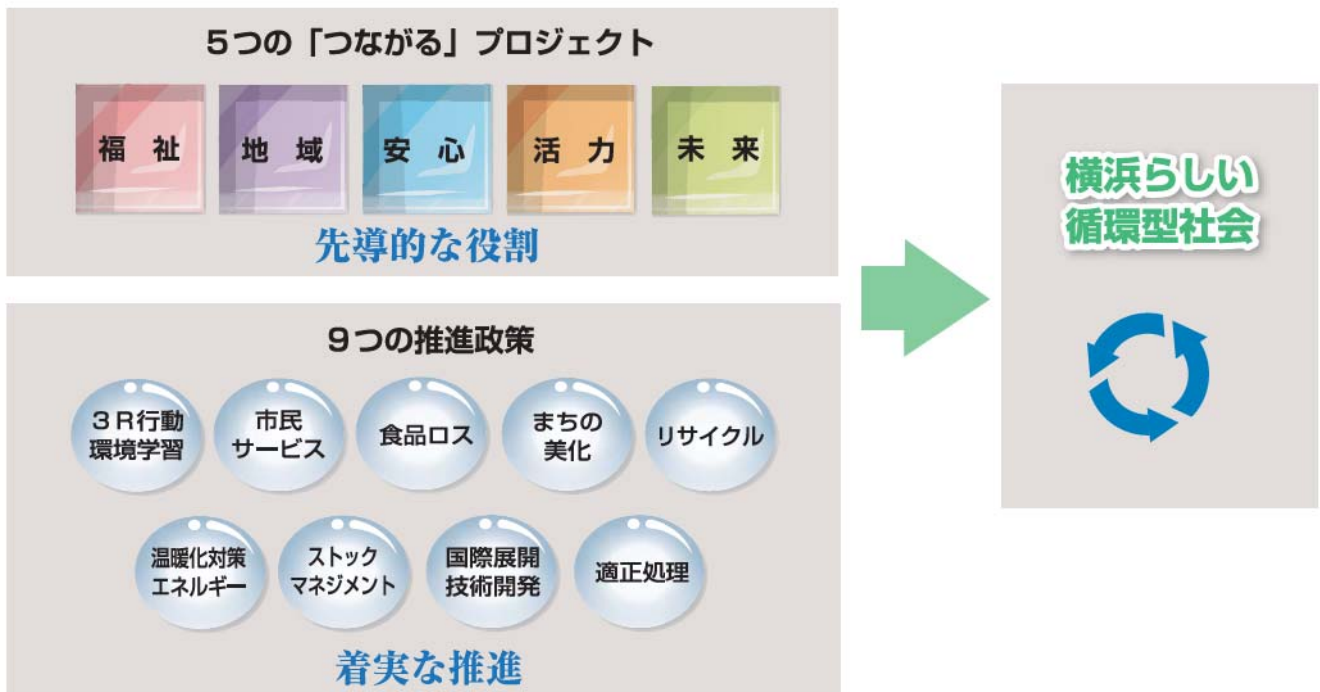 5つの「つながる」プロジェクト
福 祉
地 域
安 心
活 力
未 来
先導的な役割
9つの推進政策
3R行動
環境学習
市民
サービス
食品ロス
まちの
美化
リサイクル
温暖化対策
エネルギー
ストック
マネジメント
国際展開
技術開発
適正処理
着実な推進
横浜らしい
循環型社会